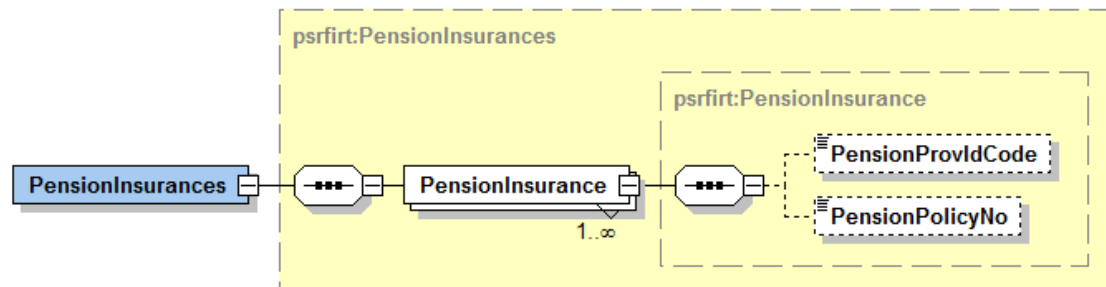 psrfirt:PensionInsurances
psrfirt:PensionInsurance
PensionProvIdCode
PensionInsurances
PensionInsurance
PensionPolicyNo
1..∞